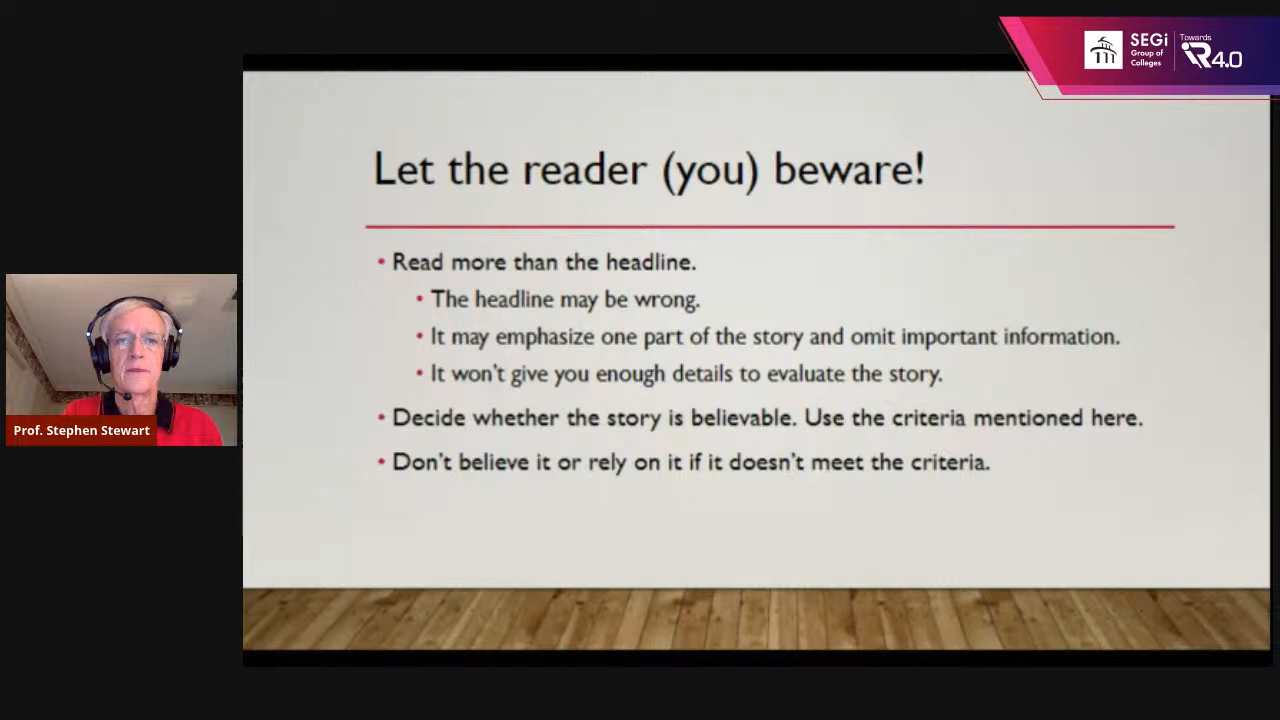 SEGi
Group of
Colleges
Towards
iR4.0
Let the reader (you) beware!
• Read more than the headline.
• The headline may be wrong.
• It may emphasize one part of the story and omit important information.
• It won't give you enough details to evaluate the story.
• Decide whether the story is believable. Use the criteria mentioned here.
• Don't believe it or rely on it if it doesn't meet the criteria.
Prof. Stephen Stewart